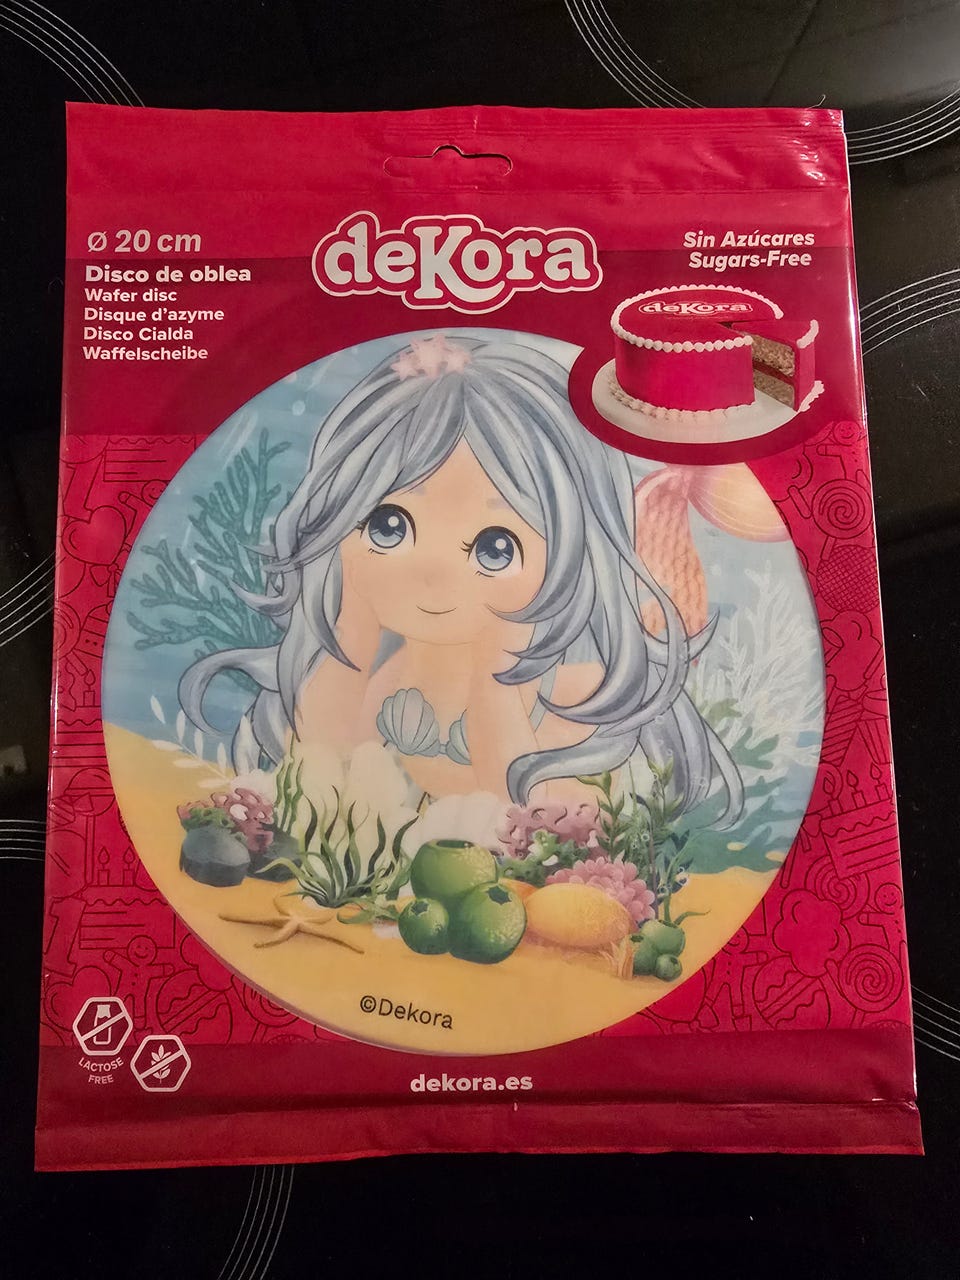 Ø 20 cm
Disco de oblea
Wafer disc
Disque d'azyme
Disco Cialda
Waffelscheibe
deKora
Sin Azúcares
Sugars-Free
deKora
©Dekora
LACTOSE
FREE
dekora.es